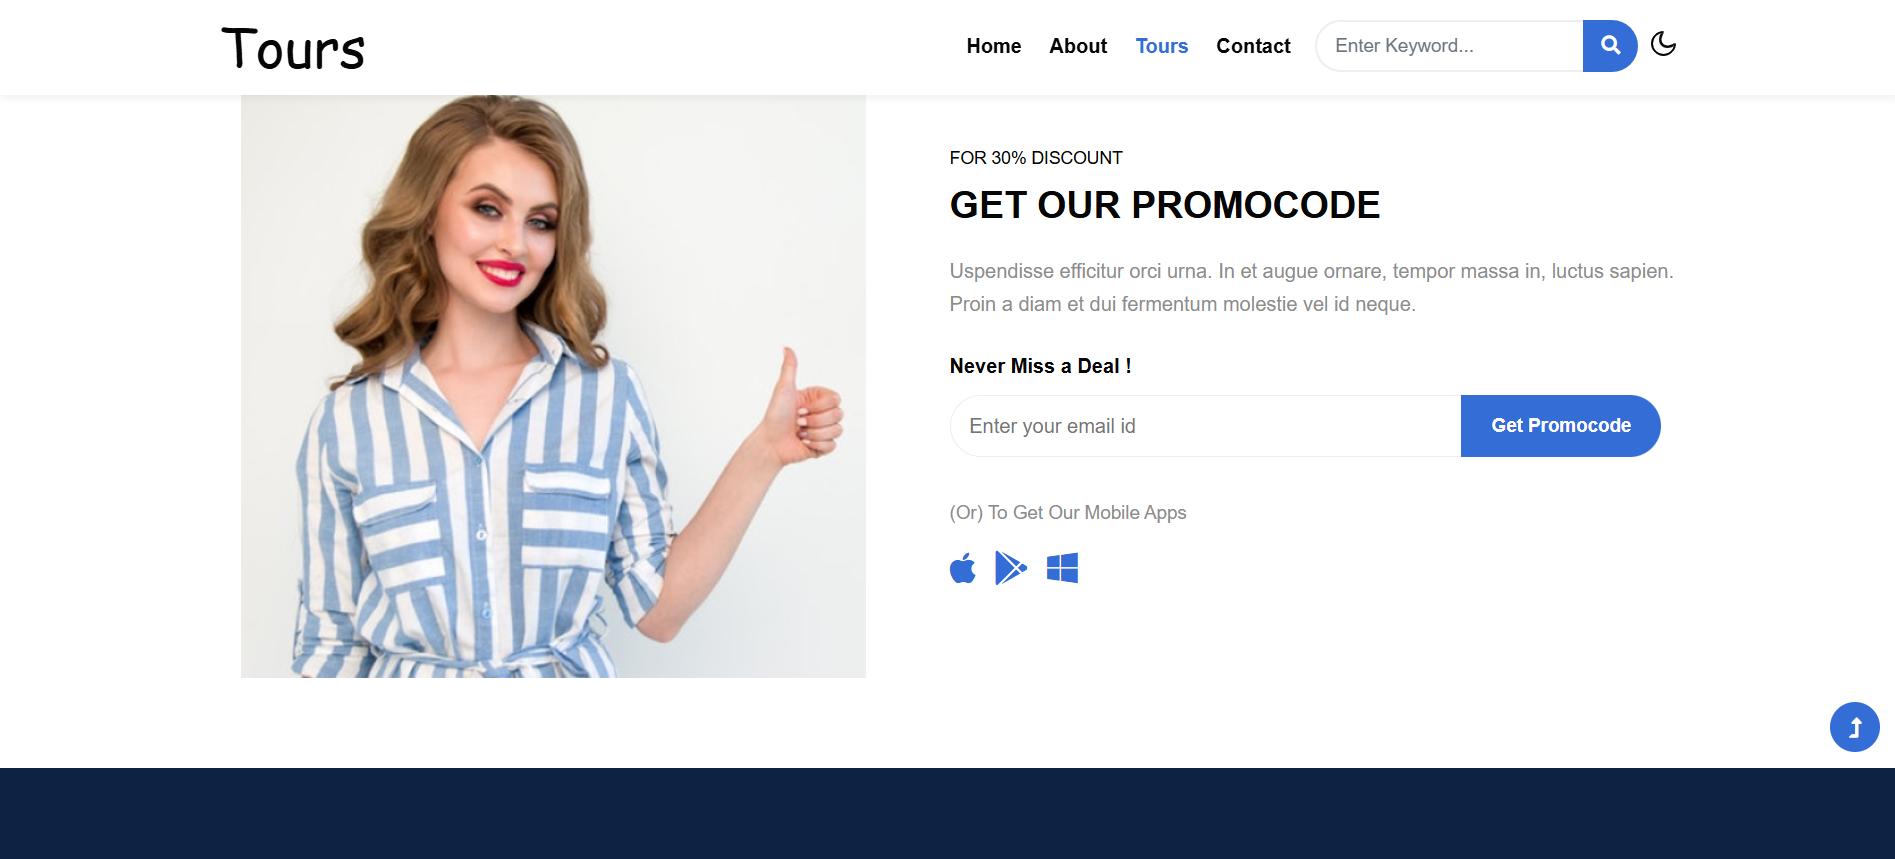 Tours
Home About Tours Contact Enter Keyword...
FOR 30% DISCOUNT
GET OUR PROMOCODE
Uspendisse efficitur orci urna. In et augue ornare, tempor massa in, luctus sapien.
Proin a diam et dui fermentum molestie vel id neque.
Never Miss a Deal !
Enter your email id Get Promocode
(Or) To Get Our Mobile Apps